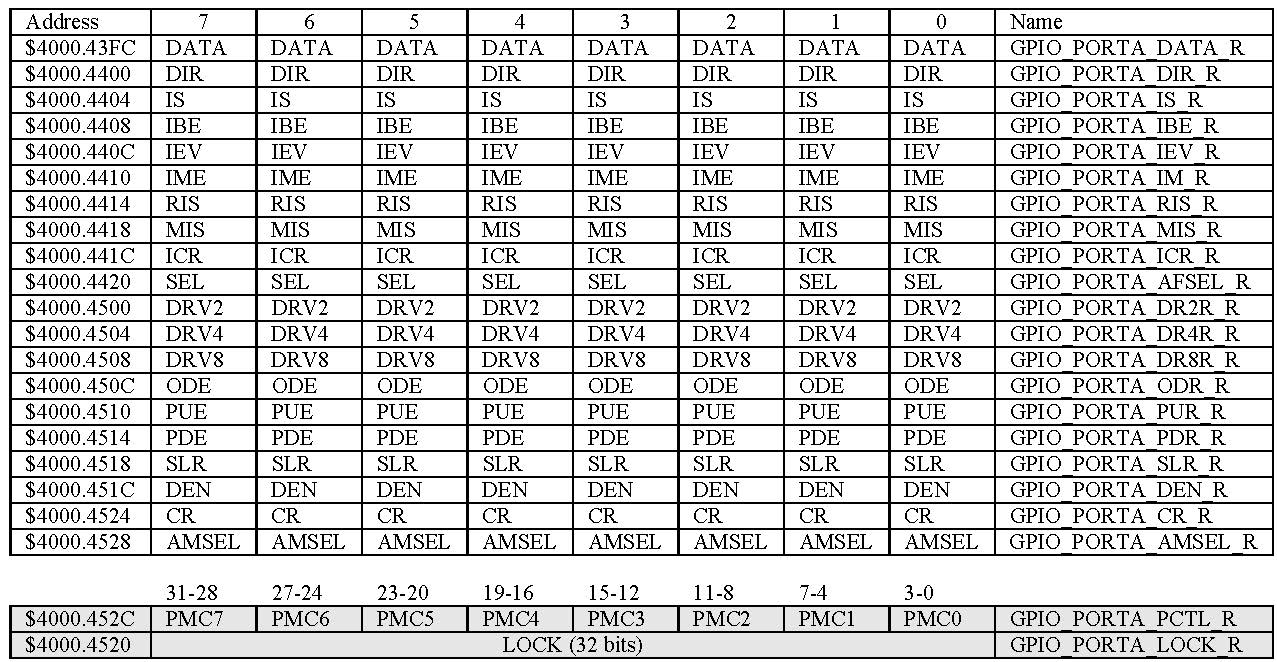 Address 7 6 5 4 3 2 1 0 Name
$4000.43FC DATA DATA DATA DATA DATA DATA DATA DATA GPIO_PORTA_DATA_R
$4000.4400 DIR DIR DIR DIR DIR DIR DIR DIR GPIO_PORTA_DIR_R
$4000.4404 IS IS IS IS IS IS IS IS GPIO_PORTA_IS_R
$4000.4408 IBE IBE IBE IBE IBE IBE IBE IBE GPIO_PORTA_IBE_R
$4000.440C IEV IEV IEV IEV IEV IEV IEV IEV GPIO_PORTA_IEV_R
$4000.4410 IME IME IME IME IME IME IME IME GPIO_PORTA_IM_R
$4000.4414 RIS RIS RIS RIS RIS RIS RIS RIS GPIO_PORTA_RIS_R
$4000.4418 MIS MIS MIS MIS MIS MIS MIS MIS GPIO_PORTA_MIS_R
$4000.441C ICR ICR ICR ICR ICR ICR ICR ICR GPIO_PORTA_ICR_R
$4000.4420 SEL SEL SEL SEL SEL SEL SEL SEL GPIO_PORTA_AFSEL_R
$4000.4500 DRV2 DRV2 DRV2 DRV2 DRV2 DRV2 DRV2 DRV2 GPIO_PORTA_DR2R_R
$4000.4504 DRV4 DRV4 DRV4 DRV4 DRV4 DRV4 DRV4 DRV4 GPIO_PORTA_DR4R_R
$4000.4508 DRV8 DRV8 DRV8 DRV8 DRV8 DRV8 DRV8 DRV8 GPIO_PORTA_DR8R_R
$4000.450C ODE ODE ODE ODE ODE ODE ODE ODE GPIO_PORTA_ODR_R
$4000.4510 PUE PUE PUE PUE PUE PUE PUE PUE GPIO_PORTA_PUR_R
$4000.4514 PDE PDE PDE PDE PDE PDE PDE PDE GPIO_PORTA_PDR_R
$4000.4518 SLR SLR SLR SLR SLR SLR SLR SLR GPIO_PORTA_SLR_R
$4000.451C DEN DEN DEN DEN DEN DEN DEN DEN GPIO_PORTA_DEN_R
$4000.4524 CR CR CR CR CR CR CR CR GPIO_PORTA_CR_R
$4000.4528 AMSEL AMSEL AMSEL AMSEL AMSEL AMSEL AMSEL AMSEL GPIO_PORTA_AMSEL_R
31-28 27-24 23-20 19-16 15-12 11-8 7-4 3-0
$4000.452C PMC7 PMC6 PMC5 PMC4 PMC3 PMC2 PMC1 PMC0 GPIO_PORTA_PCTL_R
$4000.4520 LOCK (32 bits) GPIO_PORTA_LOCK_R